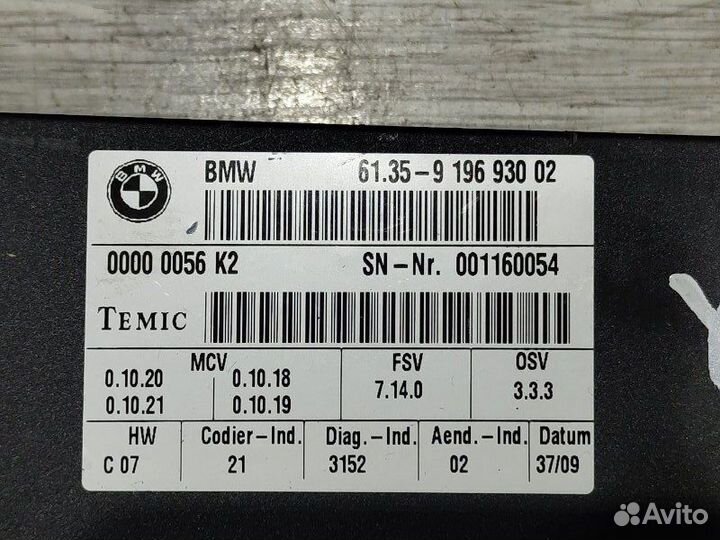 BMW
BMW 61.35-9 196 930 02
0000 0056 K2 SN-Nr. 001160054
TEMIC
MCV FSV OSV
0.10.20 0.10.18 7.14.0 3.3.3
0.10.21 0.10.19
HW Codier-Ind. Diag.-Ind. Aend.-Ind. Datum
C 07 21 3152 02 37/09
Avito